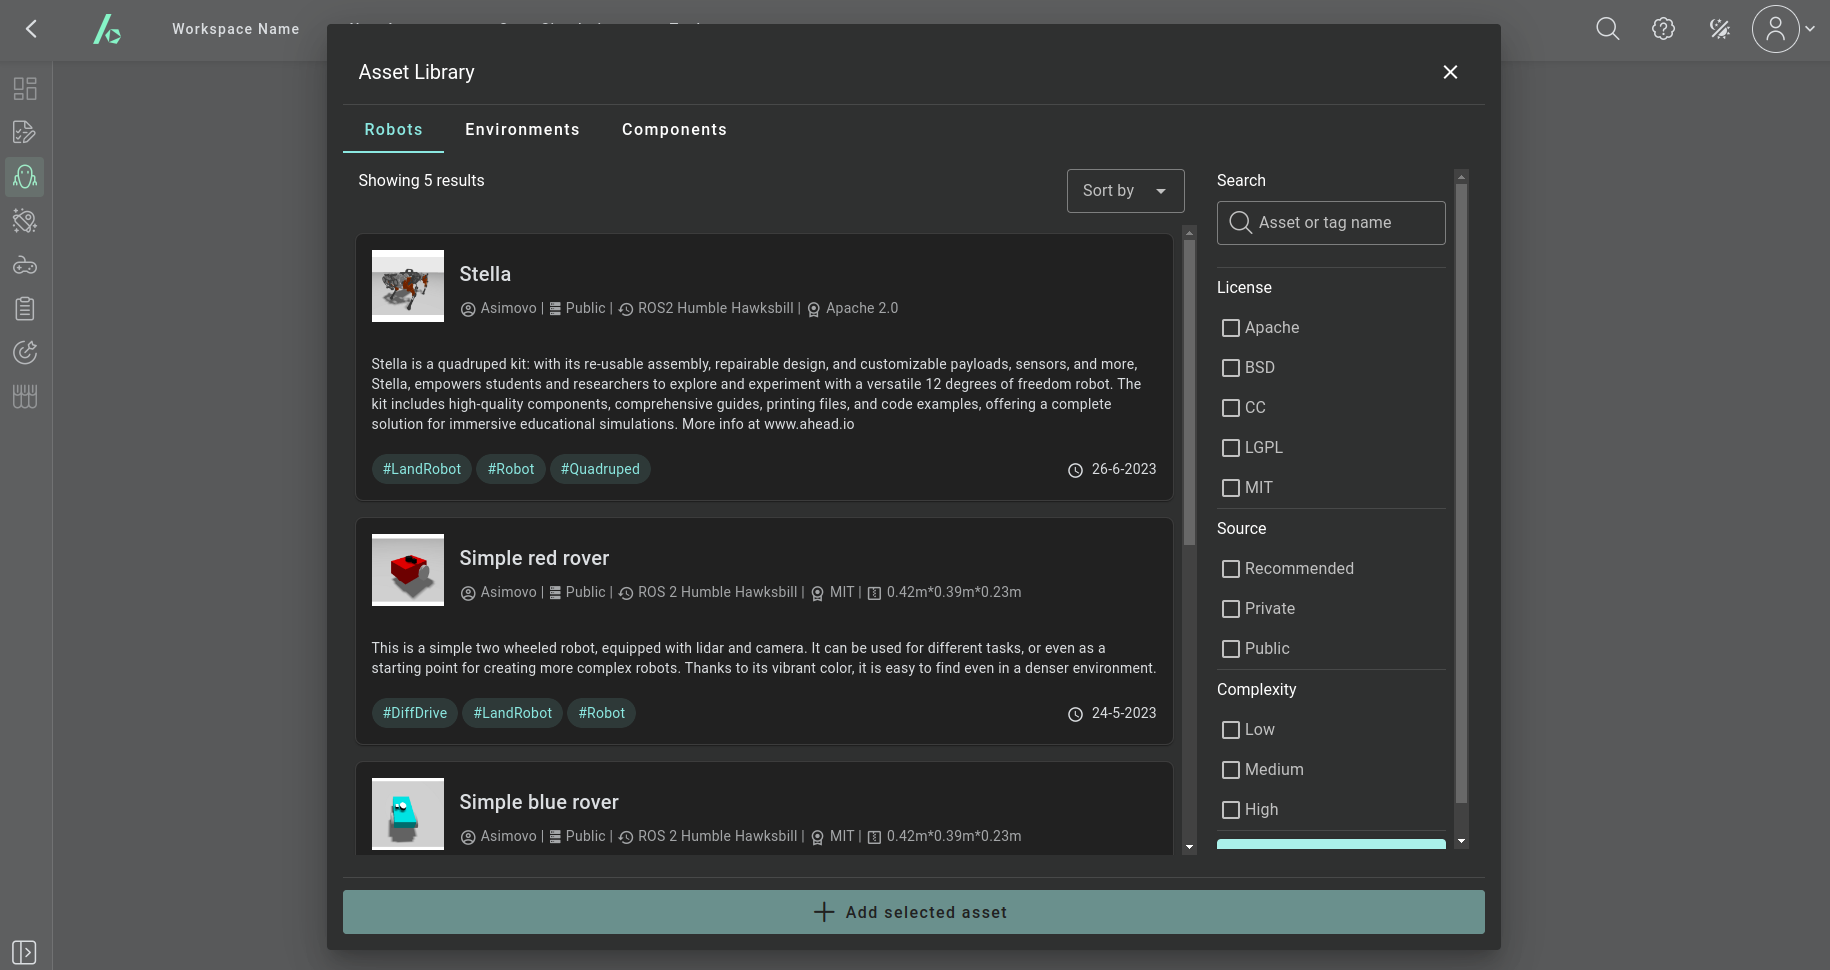 Workspace Name
Asset Library
Robots Environments Components
Showing 5 results
Sort by
Stella
Asimovo | Public | ROS2 Humble Hawksbill | Apache 2.0
Stella is a quadruped kit: with its re-usable assembly, repairable design, and customizable payloads, sensors, and more,
Stella, empowers students and researchers to explore and experiment with a versatile 12 degrees of freedom robot. The
kit includes high-quality components, comprehensive guides, printing files, and code examples, offering a complete
solution for immersive educational simulations. More info at www.ahead.io
#LandRobot #Robot #Quadruped 26-6-2023
Simple red rover
Asimovo | Public | ROS 2 Humble Hawksbill | MIT | 0.42m*0.39m*0.23m
This is a simple two wheeled robot, equipped with lidar and camera. It can be used for different tasks, or even as a
starting point for creating more complex robots. Thanks to its vibrant color, it is easy to find even in a denser environment.
#DiffDrive #LandRobot #Robot 24-5-2023
Simple blue rover
Asimovo | Public | ROS 2 Humble Hawksbill | MIT | 0.42m*0.39m*0.23m
Search
Asset or tag name
License
Apache
BSD
CC
LGPL
MIT
Source
Recommended
Private
Public
Complexity
Low
Medium
High
Add selected asset